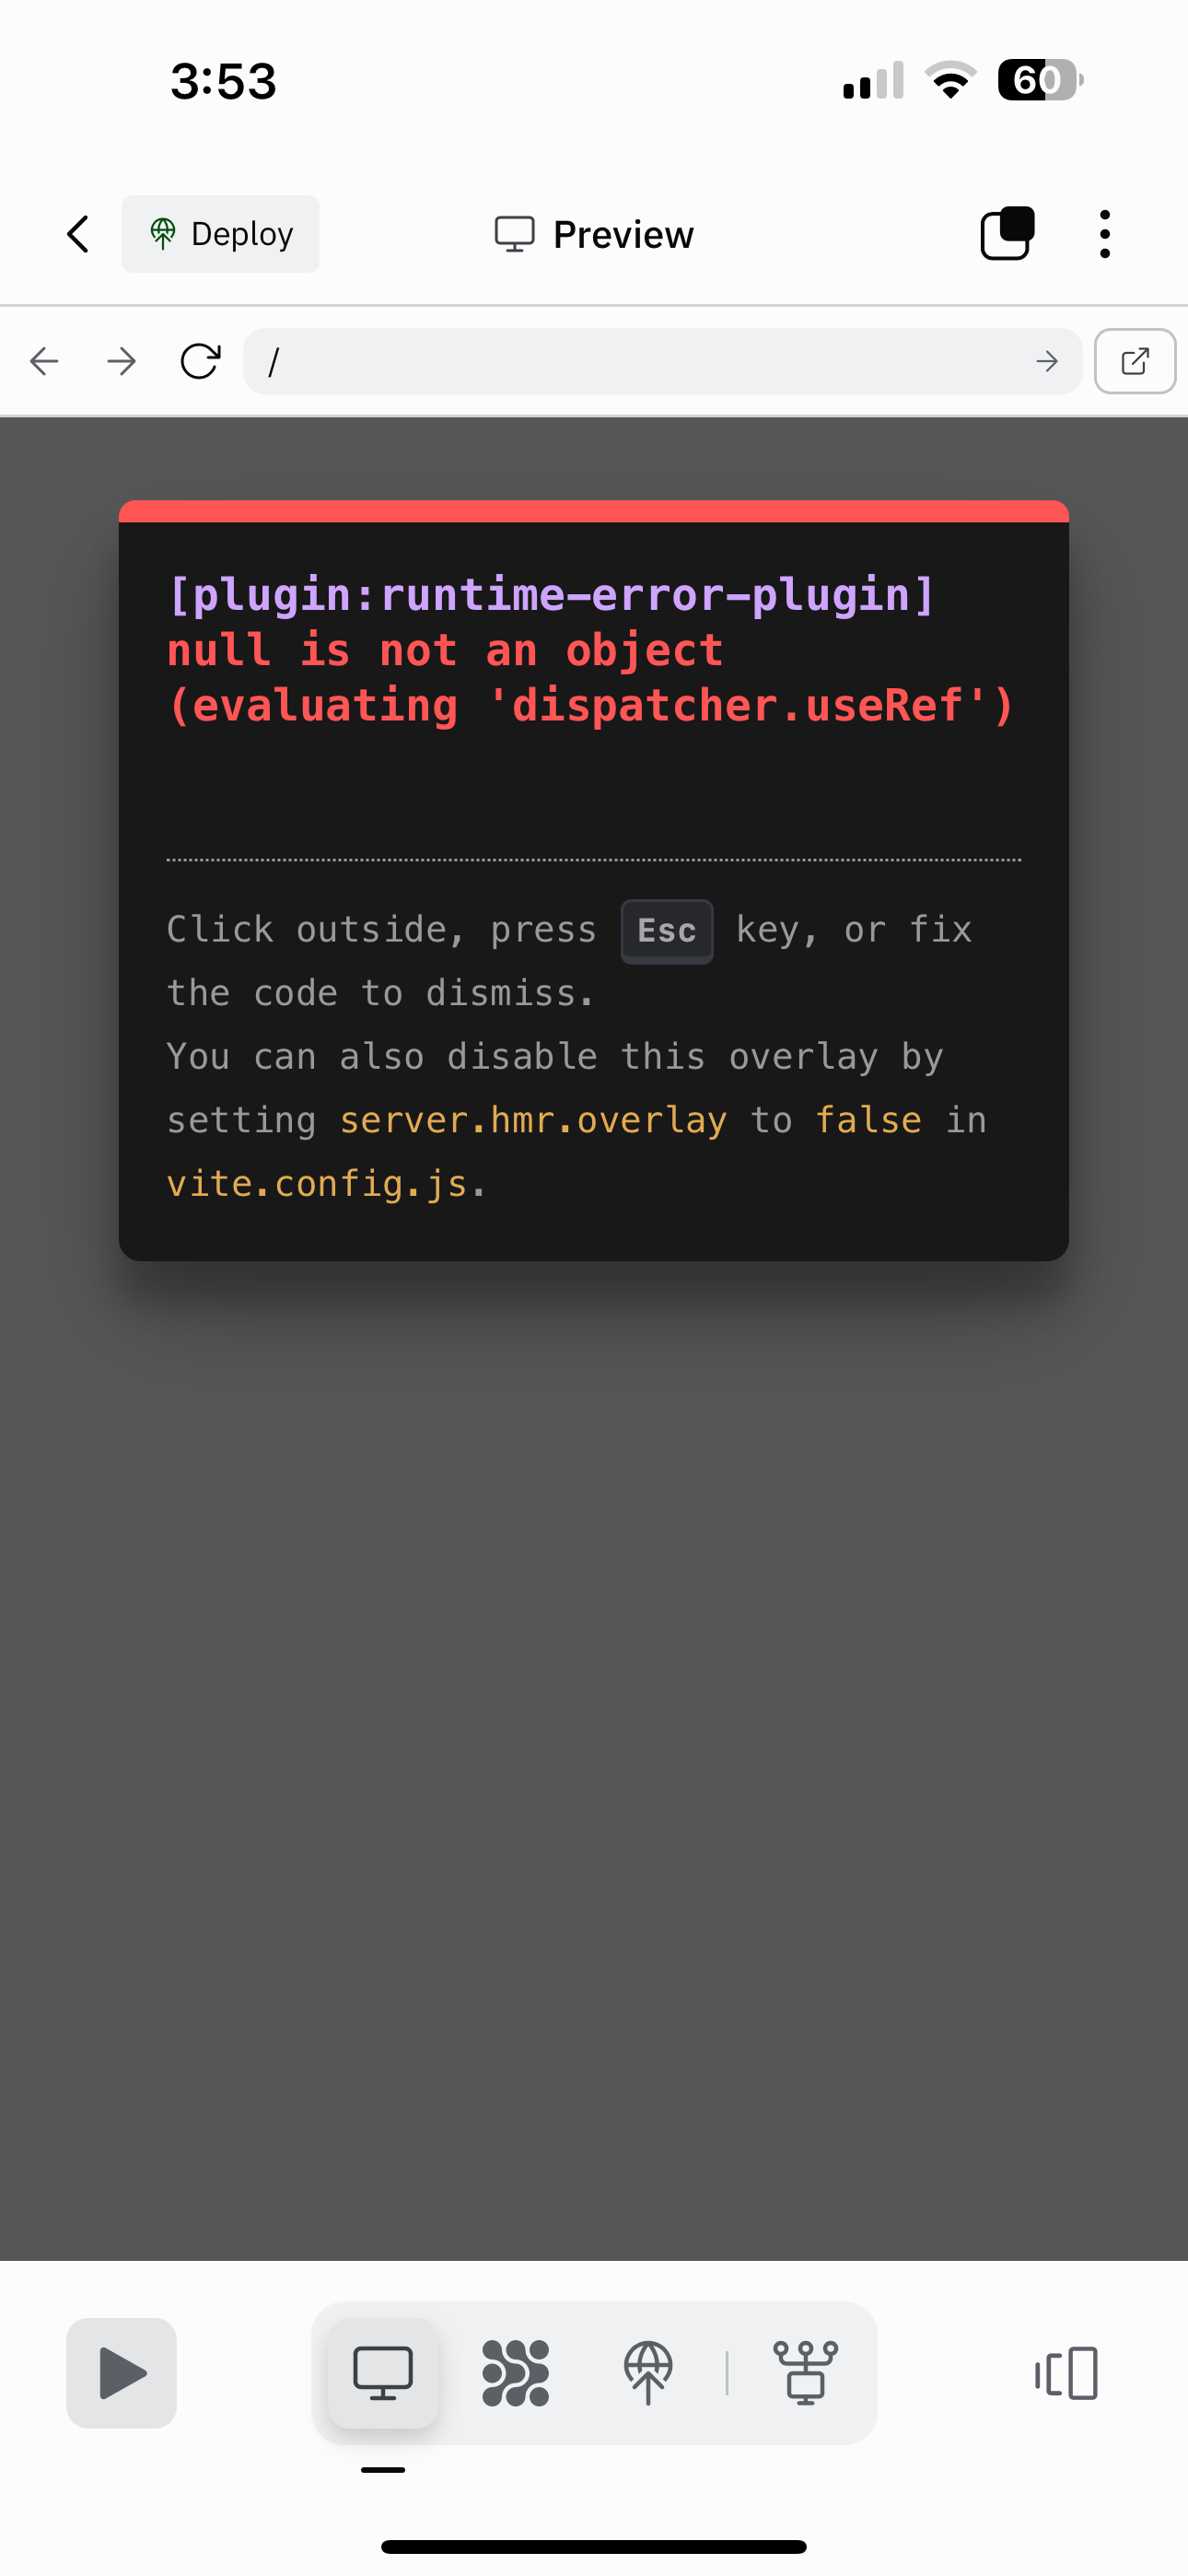 3:53
60
Deploy
Preview
/
[plugin:runtime-error-plugin]
null is not an object
(evaluating 'dispatcher.useRef')
Click outside, press Esc key, or fix
the code to dismiss.
You can also disable this overlay by
setting server.hmr.overlay to false in
vite.config.js.